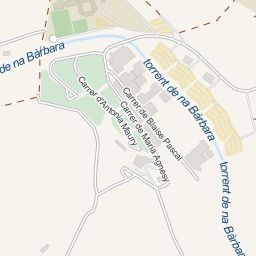 de na Bàrbara
torrent de na Bàrbara
Carrer d'Antonia Maury
Carrer de Blaise Pascal
Carrer de Maria Agnesy
torrent de na Bàrbara